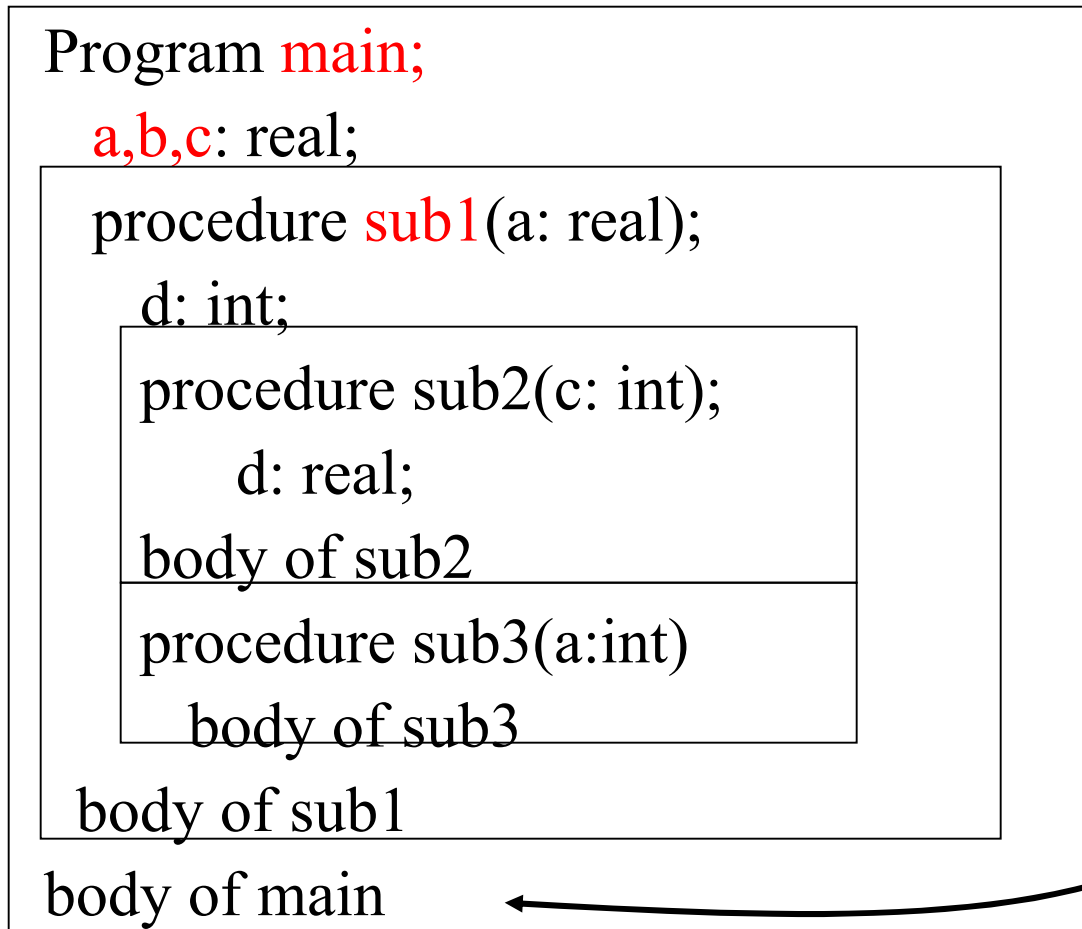 Program main;
a,b,c: real;
procedure sub1(a: real);
d: int;
procedure sub2(c: int);
d: real;
body of sub2
procedure sub3(a:int)
body of sub3
body of sub1
body of main